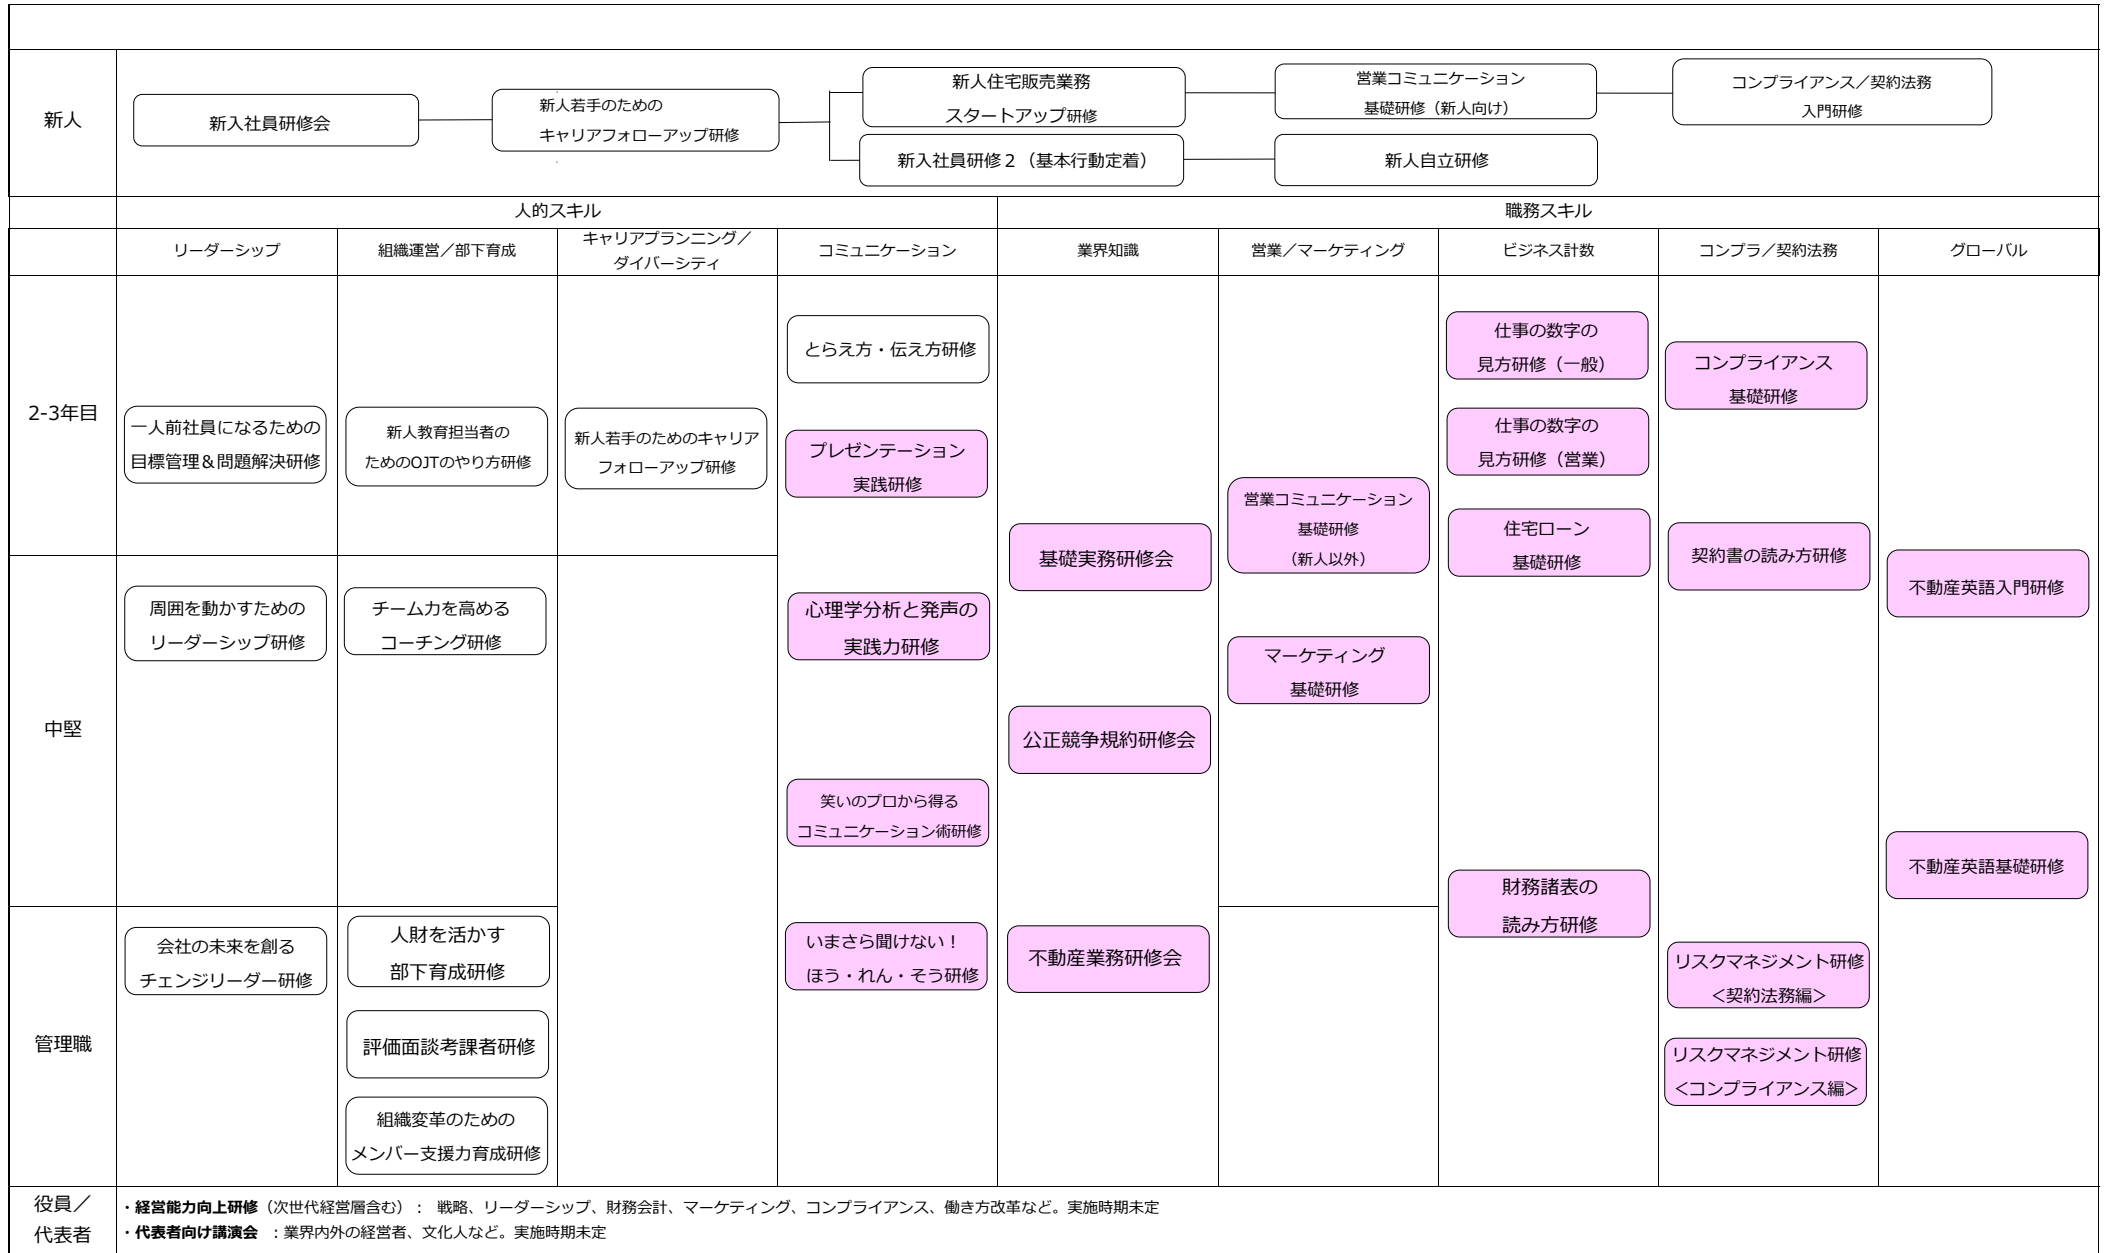 新人
新入社員研修会
新人若手のための
キャリアフォローアップ研修
新人住宅販売業務
スタートアップ研修
営業コミュニケーション
基礎研修（新人向け）
コンプライアンス／契約法務
入門研修
新入社員研修２（基本行動定着）
新人自立研修
人的スキル
職務スキル
リーダーシップ
組織運営／部下育成
キャリアプランニング／
ダイバーシティ
コミュニケーション
業界知識
営業／マーケティング
ビジネス計数
コンプラ／契約法務
グローバル
2-3年目
一人前社員になるための
目標管理＆問題解決研修
新人教育担当者の
ためのOJTのやり方研修
新人若手のためのキャリア
フォローアップ研修
とらえ方・伝え方研修
プレゼンテーション
実践研修
基礎実務研修会
営業コミュニケーション
基礎研修
（新人以外）
仕事の数字の
見方研修（一般）
仕事の数字の
見方研修（営業）
住宅ローン
基礎研修
コンプライアンス
基礎研修
契約書の読み方研修
不動産英語入門研修
中堅
周囲を動かすための
リーダーシップ研修
チーム力を高める
コーチング研修
心理学分析と発声の
実践力研修
笑いのプロから得る
コミュニケーション術研修
公正競争規約研修会
マーケティング
基礎研修
財務諸表の
読み方研修
不動産英語基礎研修
管理職
会社の未来を創る
チェンジリーダー研修
人財を活かす
部下育成研修
評価面談考課者研修
組織変革のための
メンバー支援力育成研修
いまさら聞けない！
ほう・れん・そう研修
不動産業務研修会
リスクマネジメント研修
＜契約法務編＞
リスクマネジメント研修
＜コンプライアンス編＞
役員／
代表者
・経営能力向上研修（次世代経営層含む）： 戦略、リーダーシップ、財務会計、マーケティング、コンプライアンス、働き方改革など。実施時期未定
・代表者向け講演会 ：業界内外の経営者、文化人など。実施時期未定